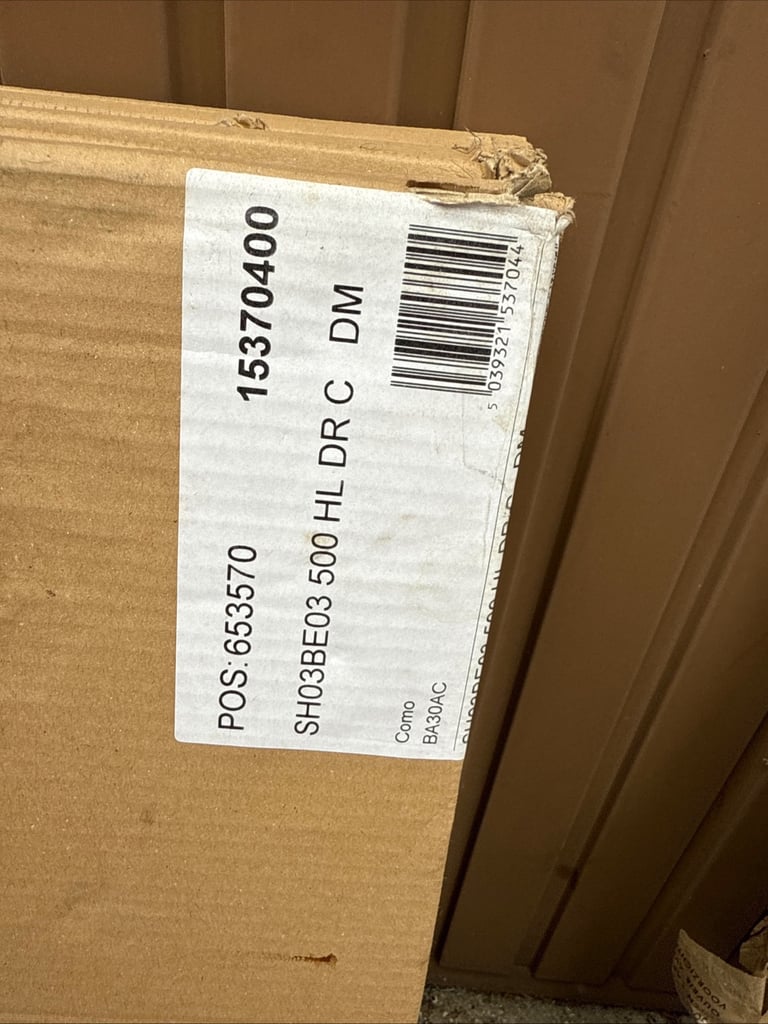 POS: 653570 15370400
SH03BE03 500 HL DR C DM
Como
BA30AC
5 039321 537044